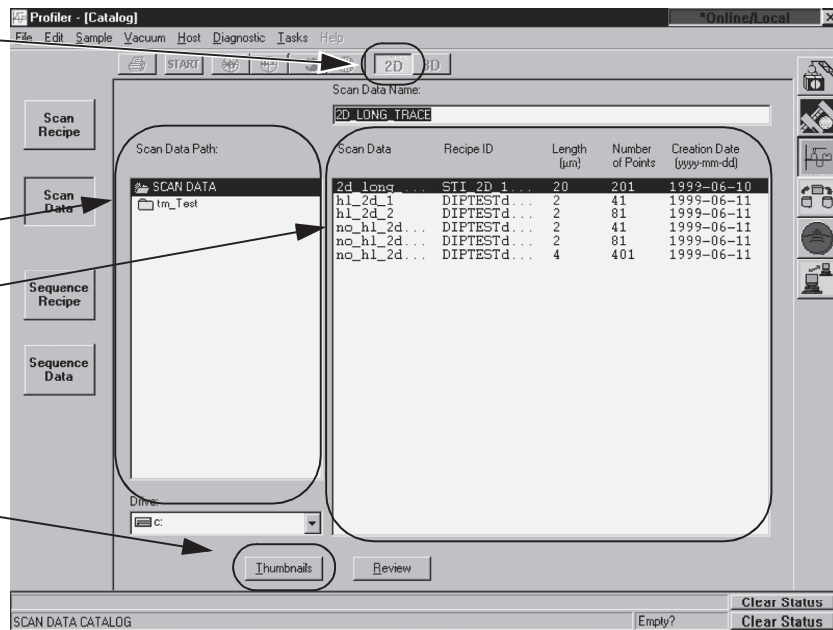 Profiler - [Catalog]
*Online/Local
File Edit Sample Vacuum Host Diagnostic Tasks Help
START 2D 3D
Scan Data Name:
2D_LONG_TRACE
Scan Recipe
Scan Data
Sequence Recipe
Sequence Data
Scan Data Path:
SCAN DATA
tm_Test
Scan Data Recipe ID Length (µm) Number of Points Creation Date (yyyy-mm-dd)
2d_long_... STI_2D_1... 20 201 1999-06-10
hl_2d_1 DIPTESTd... 2 41 1999-06-11
hl_2d_2 DIPTESTd... 2 81 1999-06-11
no_hl_2d... DIPTESTd... 2 41 1999-06-11
no_hl_2d... DIPTESTd... 2 81 1999-06-11
no_hl_2d... DIPTESTd... 4 401 1999-06-11
Drive:
c:
Thumbnails Review
Clear Status
SCAN DATA CATALOG Empty? Clear Status